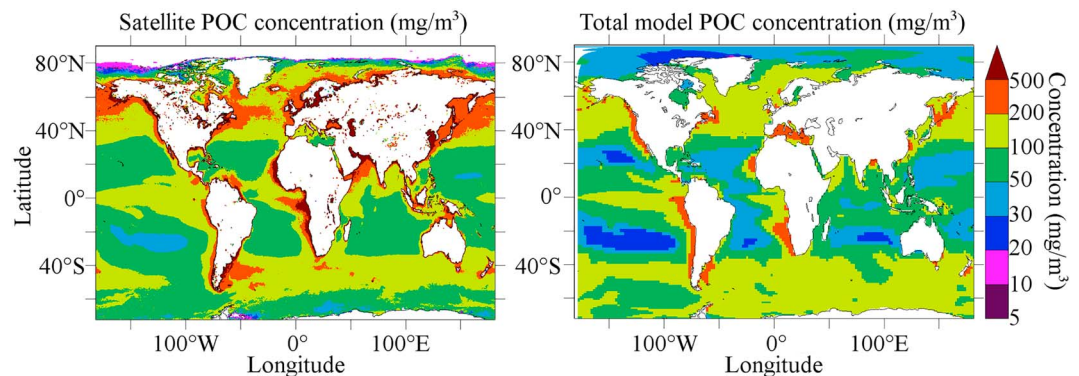 Satellite POC concentration (mg/m³)
Total model POC concentration (mg/m³)
Latitude
80°N
40°N
0°
40°S
100°W
0°
100°E
Longitude
80°N
40°N
0°
40°S
100°W
0°
100°E
Longitude
500
200
100
50
30
20
10
5
Concentration (mg/m³)